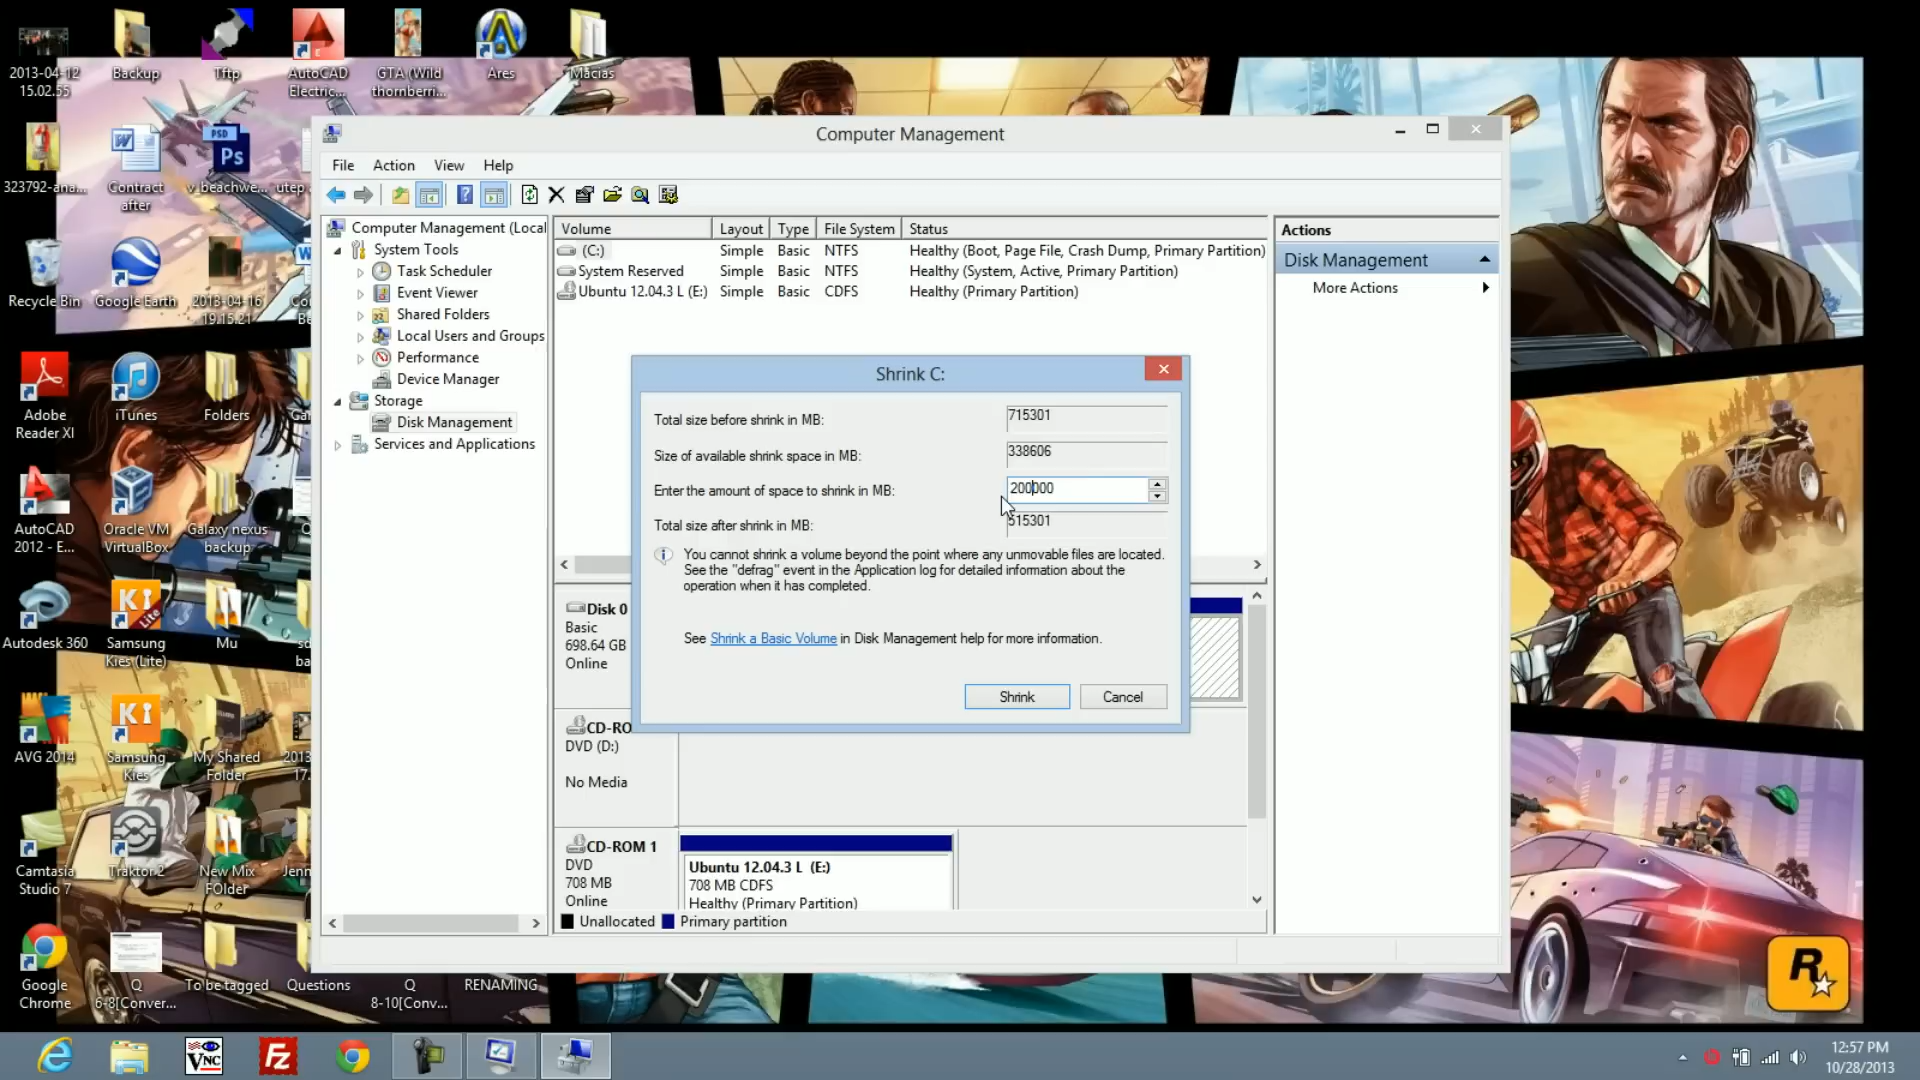 2013-04-12
15.02.55
Backup
Tftp
AutoCAD
Electric...
GTA (Wild
thornberri...
Ares
Macias
323792-ana...
Contract
after
PSD
Ps
v_beachwe...
utep
Recycle Bin
Google Earth
2013-04-16
19.15.21
Adobe
Reader XI
iTunes
Folders
AutoCAD
2012 - E...
Oracle VM
VirtualBox
Galaxy nexus
backup
Autodesk 360
Samsung
Kies (Lite)
Mu
AVG 2014
Samsung
Kies
My Shared
Folder
2013
17.
Camtasia
Studio 7
Traktor 2
New Mix
FOlder
Jenn
Google
Chrome
Q
6-8[Conver...
To be tagged
Questions
Q
8-10[Conv...
RENAMING
Computer Management
File Action View Help
Computer Management (Local
System Tools
Task Scheduler
Event Viewer
Shared Folders
Local Users and Groups
Performance
Device Manager
Storage
Disk Management
Services and Applications
Volume Layout Type File System Status
(C:) Simple Basic NTFS Healthy (Boot, Page File, Crash Dump, Primary Partition)
System Reserved Simple Basic NTFS Healthy (System, Active, Primary Partition)
Ubuntu 12.04.3 L (E:) Simple Basic CDFS Healthy (Primary Partition)
Actions
Disk Management
More Actions
Shrink C:
Total size before shrink in MB: 715301
Size of available shrink space in MB: 338606
Enter the amount of space to shrink in MB: 200000
Total size after shrink in MB: 515301
You cannot shrink a volume beyond the point where any unmovable files are located.
See the "defrag" event in the Application log for detailed information about the
operation when it has completed.
See Shrink a Basic Volume in Disk Management help for more information.
Shrink Cancel
Disk 0
Basic
698.64 GB
Online
CD-RO
DVD (D:)
No Media
CD-ROM 1
DVD
708 MB
Online
Ubuntu 12.04.3 L (E:)
708 MB CDFS
Healthy (Primary Partition)
Unallocated Primary partition
R
VNC
Fz
12:57 PM
10/28/2013